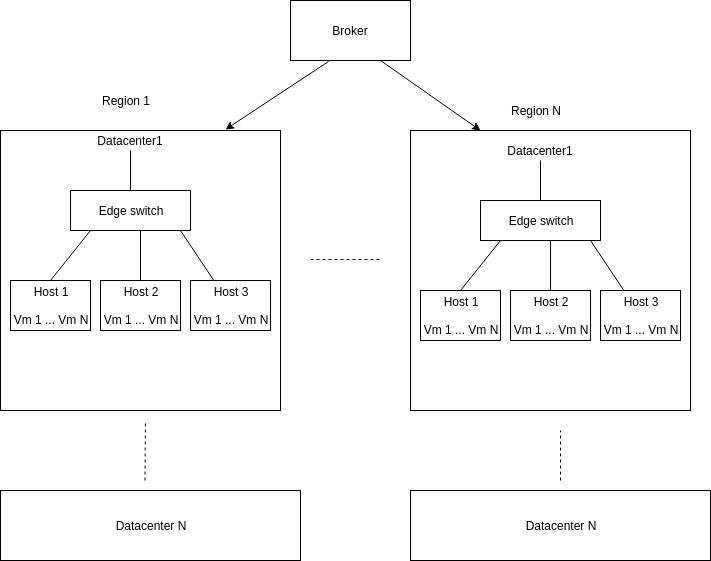 Broker
Region 1
Region N
Datacenter1
Edge switch
Host 1
Vm 1 ... Vm N
Host 2
Vm 1 ... Vm N
Host 3
Vm 1 ... Vm N
Datacenter1
Edge switch
Host 1
Vm 1 ... Vm N
Host 2
Vm 1 ... Vm N
Host 3
Vm 1 ... Vm N
Datacenter N
Datacenter N